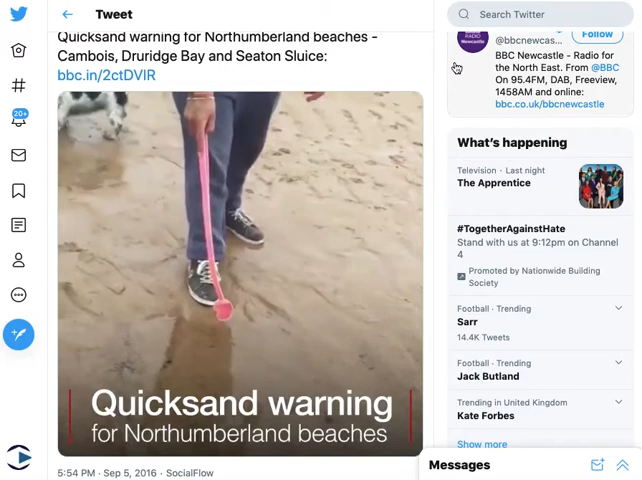 Tweet
Quicksand warning for Northumberland beaches -
Cambois, Druridge Bay and Seaton Sluice:
bbc.in/2ctDVIR
Quicksand warning
for Northumberland beaches
5:54 PM · Sep 5, 2016 · SocialFlow
20+
Search Twitter
RADIO
Newcastle
@bbcnewcas...
Follow
BBC Newcastle - Radio for
the North East. From @BBC
On 95.4FM, DAB, Freeview,
1458AM and online:
bbc.co.uk/bbcnewcastle
What's happening
Television · Last night
The Apprentice
#TogetherAgainstHate
Stand with us at 9:12pm on Channel
4
Promoted by Nationwide Building
Society
Football · Trending
Sarr
14.4K Tweets
Football · Trending
Jack Butland
Trending in United Kingdom
Kate Forbes
Show more
Messages